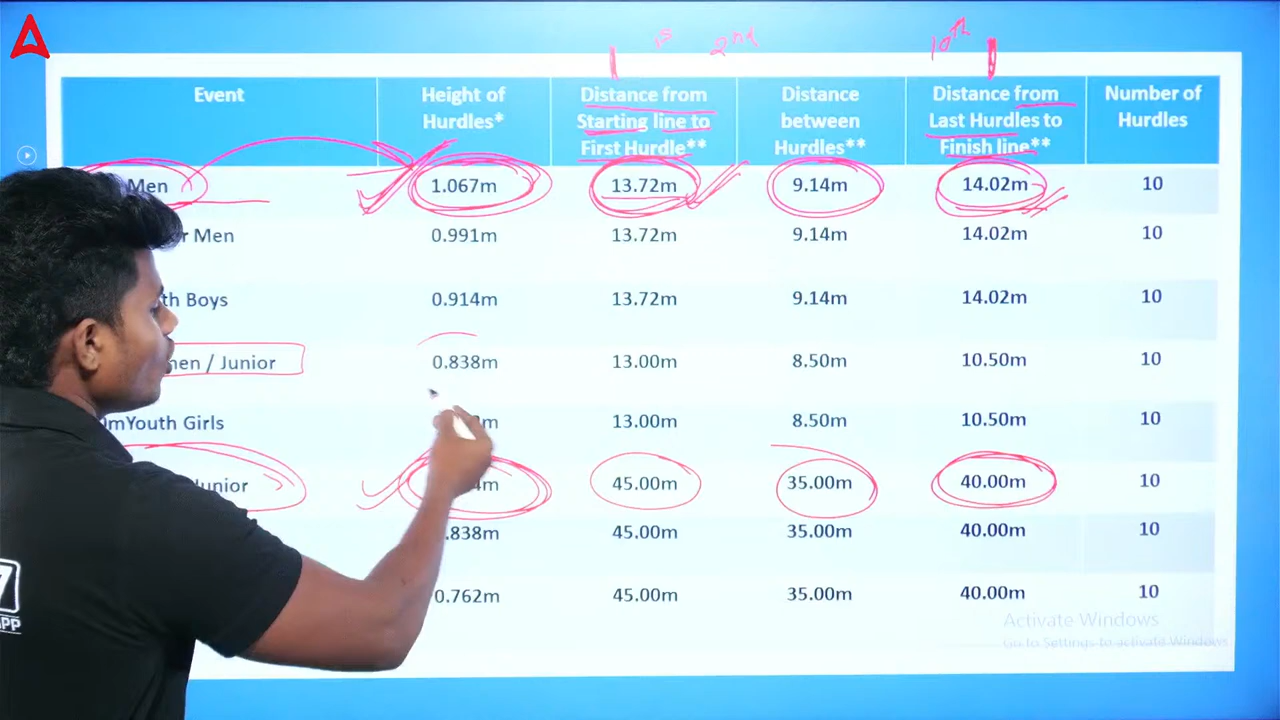 1st 2nd 10th
Event Height of Hurdles* Distance from Starting line to First Hurdle** Distance between Hurdles** Distance from Last Hurdles to Finish line** Number of Hurdles
Men 1.067m 13.72m 9.14m 14.02m 10
r Men 0.991m 13.72m 9.14m 14.02m 10
th Boys 0.914m 13.72m 9.14m 14.02m 10
men / Junior 0.838m 13.00m 8.50m 10.50m 10
mYouth Girls m 13.00m 8.50m 10.50m 10
unior m 45.00m 35.00m 40.00m 10
.838m 45.00m 35.00m 40.00m 10
0.762m 45.00m 35.00m 40.00m 10
Activate Windows
Go to Settings to activate Windows
7
APP